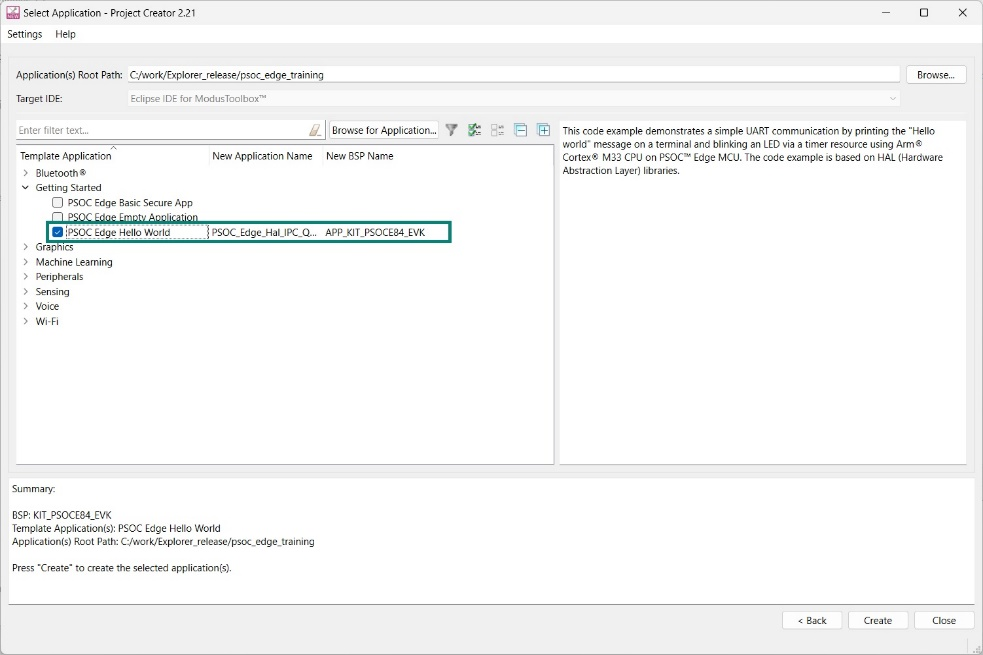 Select Application - Project Creator 2.21
Settings Help
Application(s) Root Path: C:/work/Explorer_release/psoc_edge_training Browse...
Target IDE: Eclipse IDE for ModusToolbox™
Enter filter text... Browse for Application...
Template Application New Application Name New BSP Name
Bluetooth®
Getting Started
PSOC Edge Basic Secure App
PSOC Edge Empty Application
PSOC Edge Hello World PSOC_Edge_Hal_IPC_Q... APP_KIT_PSOCE84_EVK
Graphics
Machine Learning
Peripherals
Sensing
Voice
Wi-Fi
This code example demonstrates a simple UART communication by printing the "Hello
world" message on a terminal and blinking an LED via a timer resource using Arm®
Cortex® M33 CPU on PSOC™ Edge MCU. The code example is based on HAL (Hardware
Abstraction Layer) libraries.
Summary:
BSP: KIT_PSOCE84_EVK
Template Application(s): PSOC Edge Hello World
Application(s) Root Path: C:/work/Explorer_release/psoc_edge_training
Press "Create" to create the selected application(s).
< Back Create Close